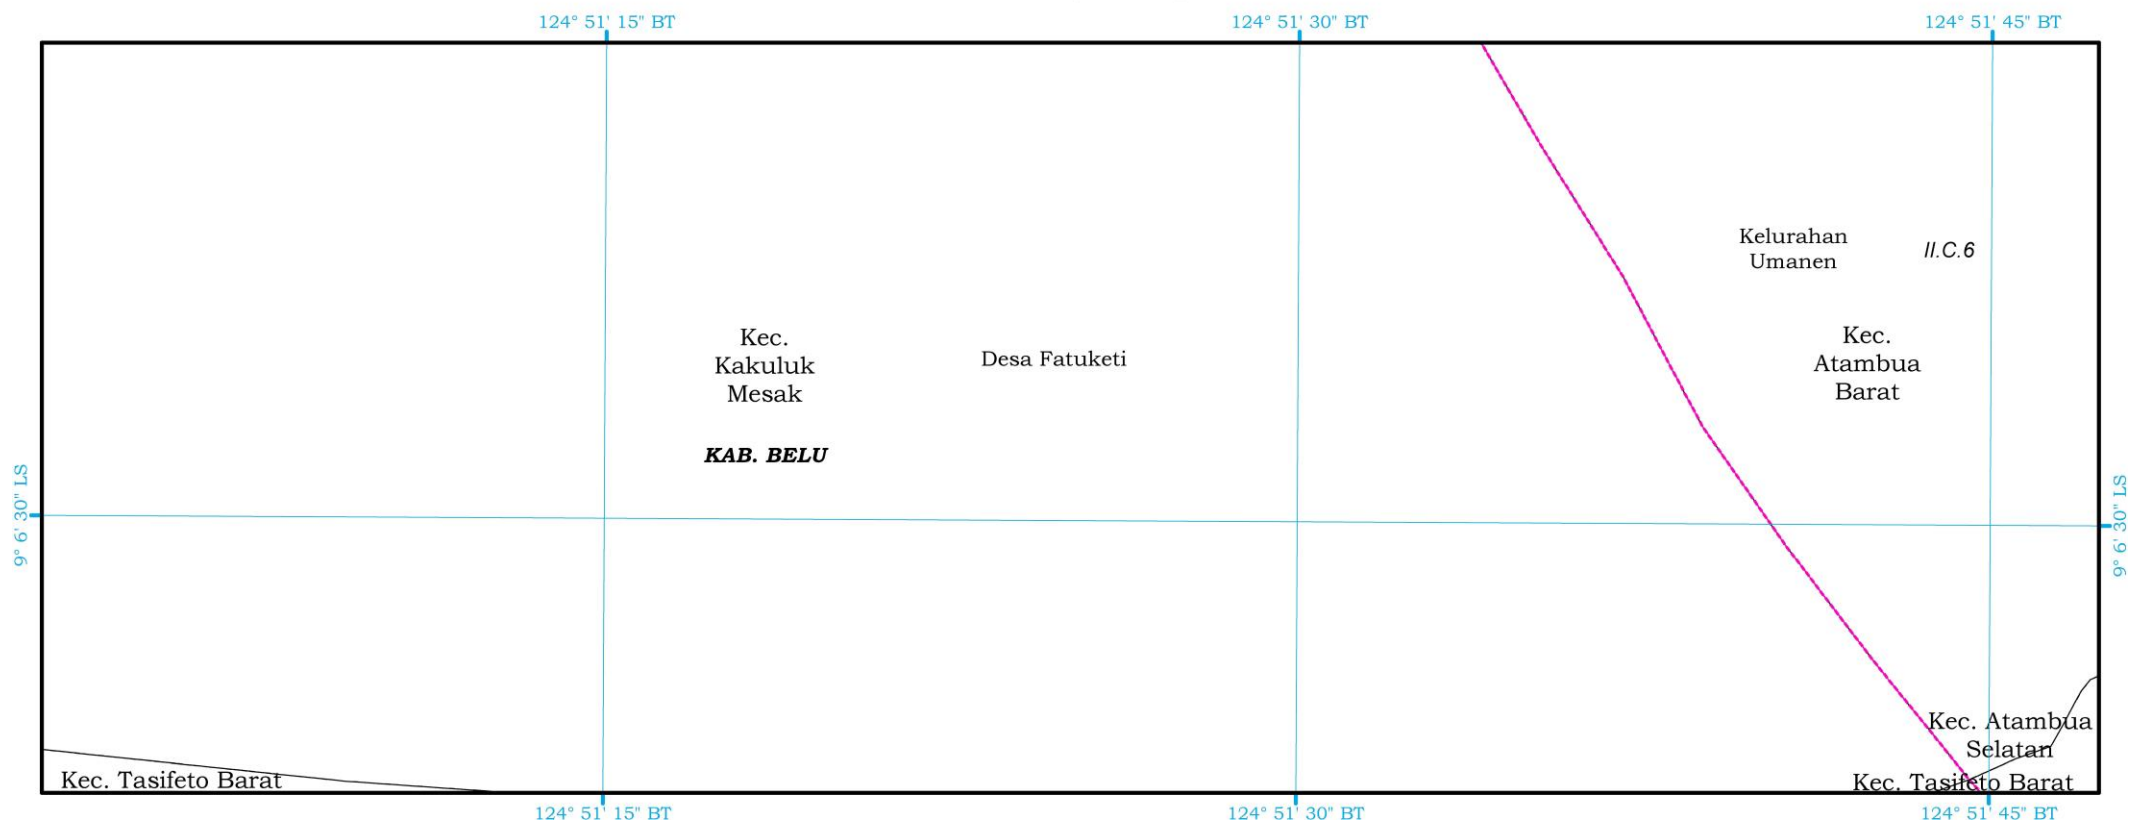 124° 51' 15" BT
124° 51' 30" BT
124° 51' 45" BT
Kelurahan
Umanen
II.C.6
Kec.
Kakuluk
Mesak
Desa Fatuketi
Kec.
Atambua
Barat
KAB. BELU
9° 6' 30" LS
9° 6' 30" LS
Kec. Atambua
Selatan
Kec. Tasifeto Barat
Kec. Tasifeto Barat
124° 51' 15" BT
124° 51' 30" BT
124° 51' 45" BT